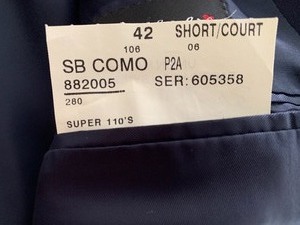 42 SHORT/COURT
106 06
SB COMO P2A
882005 SER: 605358
280
SUPER 110'S